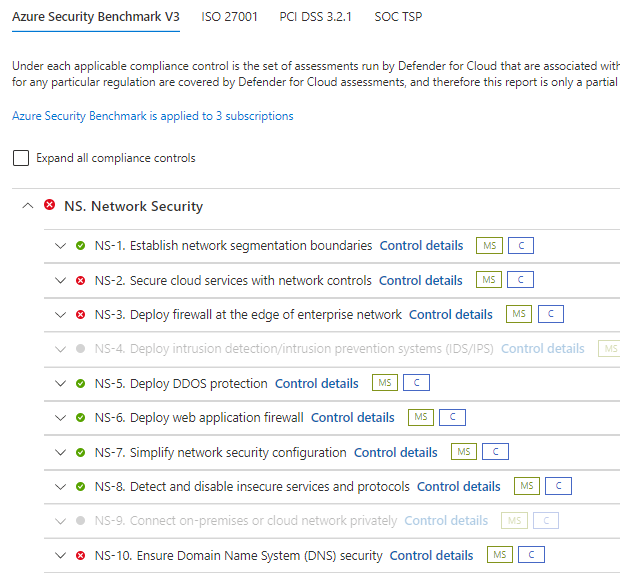 Azure Security Benchmark V3 ISO 27001 PCI DSS 3.2.1 SOC TSP
Under each applicable compliance control is the set of assessments run by Defender for Cloud that are associated with
for any particular regulation are covered by Defender for Cloud assessments, and therefore this report is only a partial
Azure Security Benchmark is applied to 3 subscriptions
Expand all compliance controls
NS. Network Security
NS-1. Establish network segmentation boundaries Control details MS C
NS-2. Secure cloud services with network controls Control details MS C
NS-3. Deploy firewall at the edge of enterprise network Control details MS C
NS-4. Deploy intrusion detection/intrusion prevention systems (IDS/IPS) Control details MS
NS-5. Deploy DDOS protection Control details MS C
NS-6. Deploy web application firewall Control details MS C
NS-7. Simplify network security configuration Control details MS C
NS-8. Detect and disable insecure services and protocols Control details MS C
NS-9. Connect on-premises or cloud network privately Control details MS C
NS-10. Ensure Domain Name System (DNS) security Control details MS C